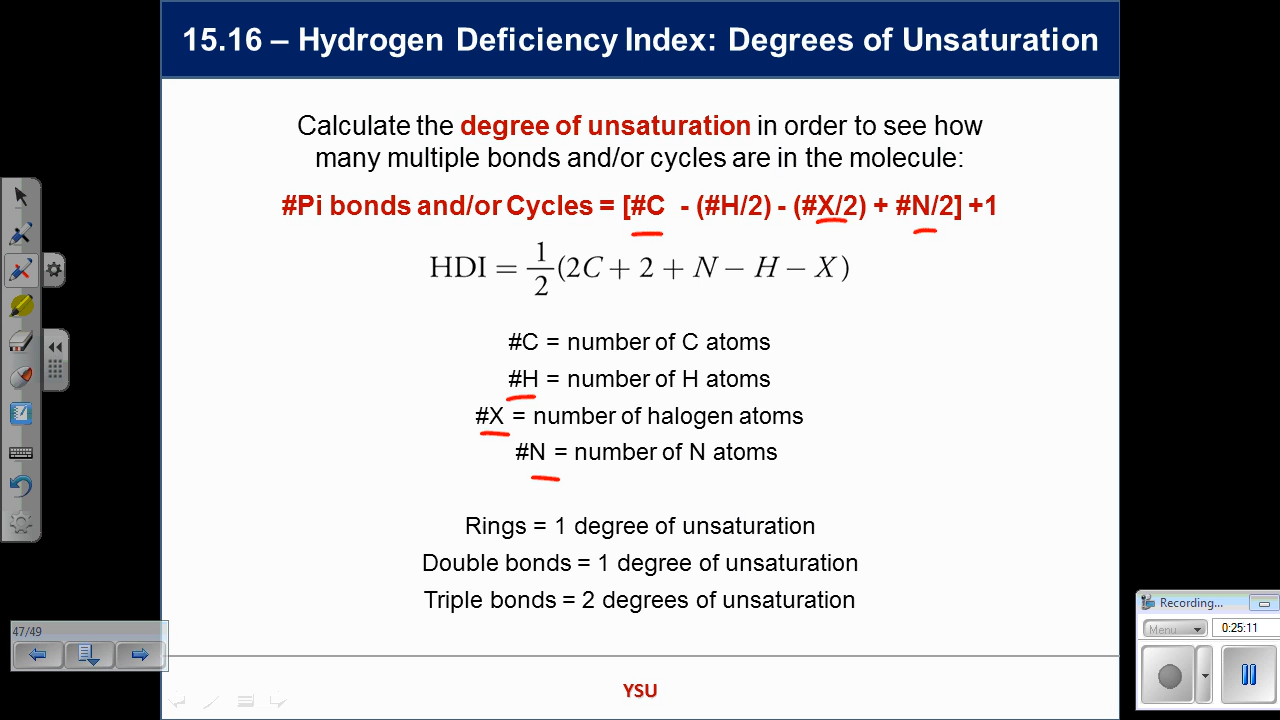 15.16 – Hydrogen Deficiency Index: Degrees of Unsaturation
Calculate the degree of unsaturation in order to see how
many multiple bonds and/or cycles are in the molecule:
#Pi bonds and/or Cycles = [#C - (#H/2) - (#X/2) + #N/2] +1
HDI = 1/2 (2C + 2 + N − H − X)
#C = number of C atoms
#H = number of H atoms
#X = number of halogen atoms
#N = number of N atoms
Rings = 1 degree of unsaturation
Double bonds = 1 degree of unsaturation
Triple bonds = 2 degrees of unsaturation
YSU
47/49
Recording...
Menu
0:25:11